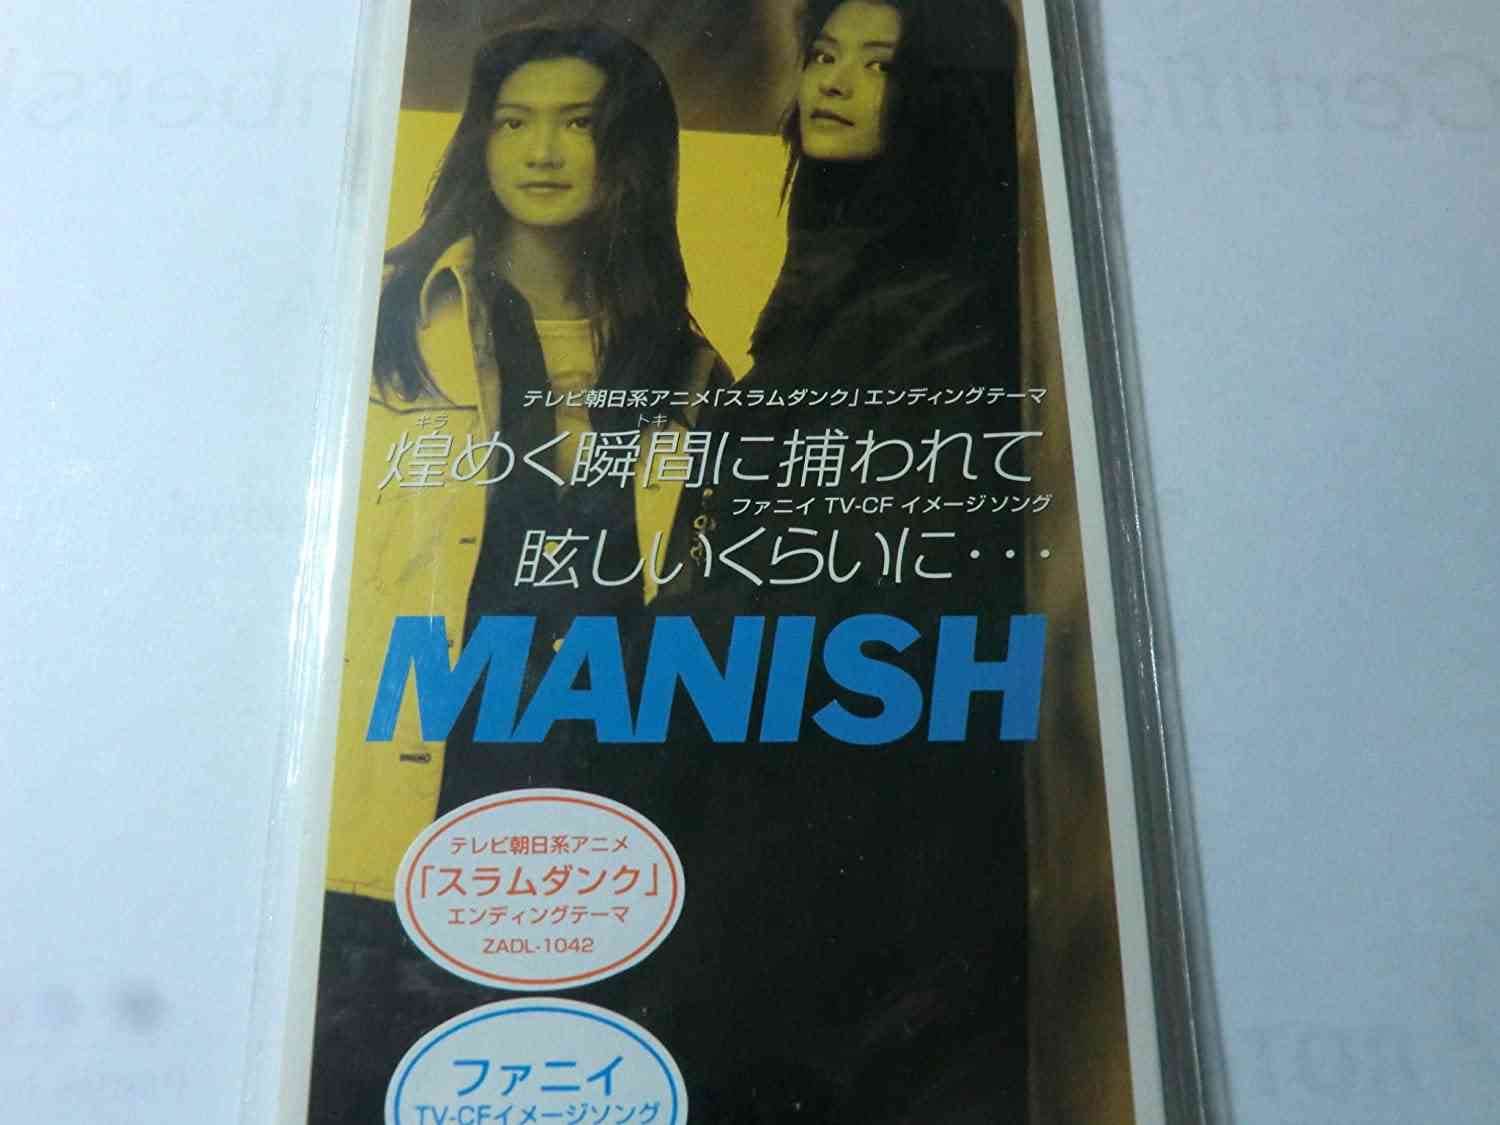 テレビ朝日系アニメ「スラムダンク」エンディングテーマ
キラ トキ
煌めく瞬間に捕われて
ファニイ TV-CF イメージソング
眩しいくらいに・・・
MANISH
テレビ朝日系アニメ
「スラムダンク」
エンディングテーマ
ZADL-1042
ファニイ
TV-CFイメージソング